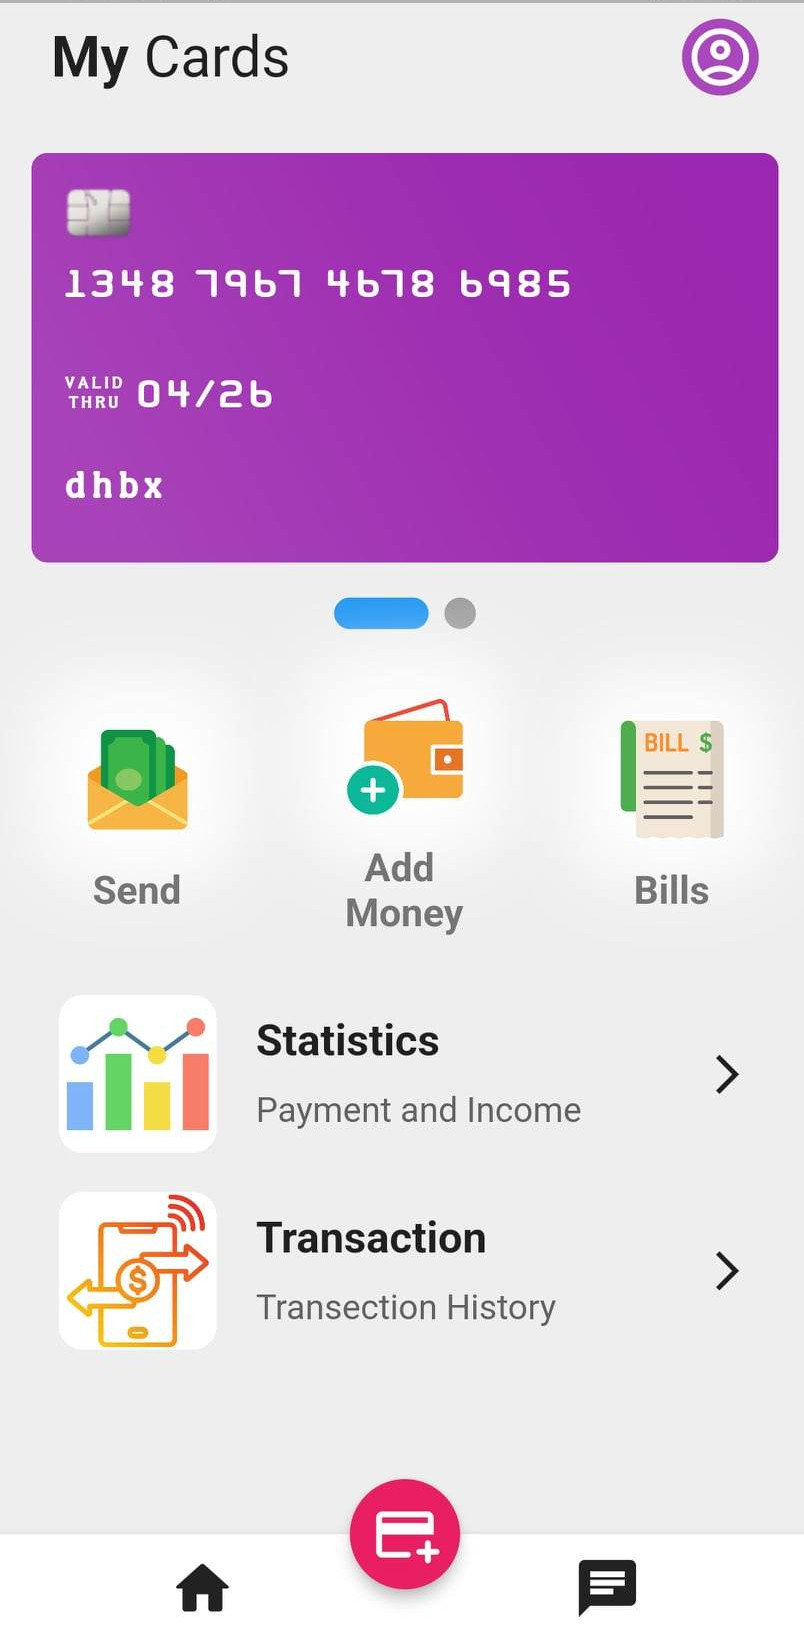 My Cards
1348 7967 4678 6985
VALID
THRU 04/26
dhbx
Send
Add
Money
Bills
BILL $
Statistics
Payment and Income
$
Transaction
Transection History